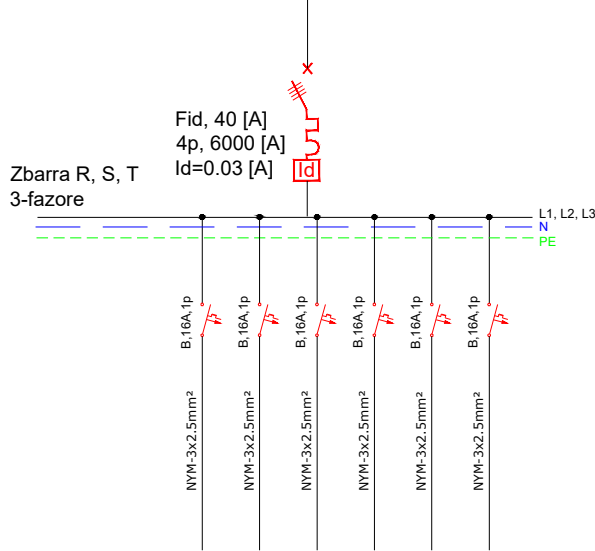 Fid, 40 [A]
4p, 6000 [A]
Id=0.03 [A]
Id
Zbarra R, S, T
3-fazore
L1, L2, L3
N
PE
B,16A,1p
B,16A,1p
B,16A,1p
B,16A,1p
B,16A,1p
B,16A,1p
NYM-3x2.5mm²
NYM-3x2.5mm²
NYM-3x2.5mm²
NYM-3x2.5mm²
NYM-3x2.5mm²
NYM-3x2.5mm²